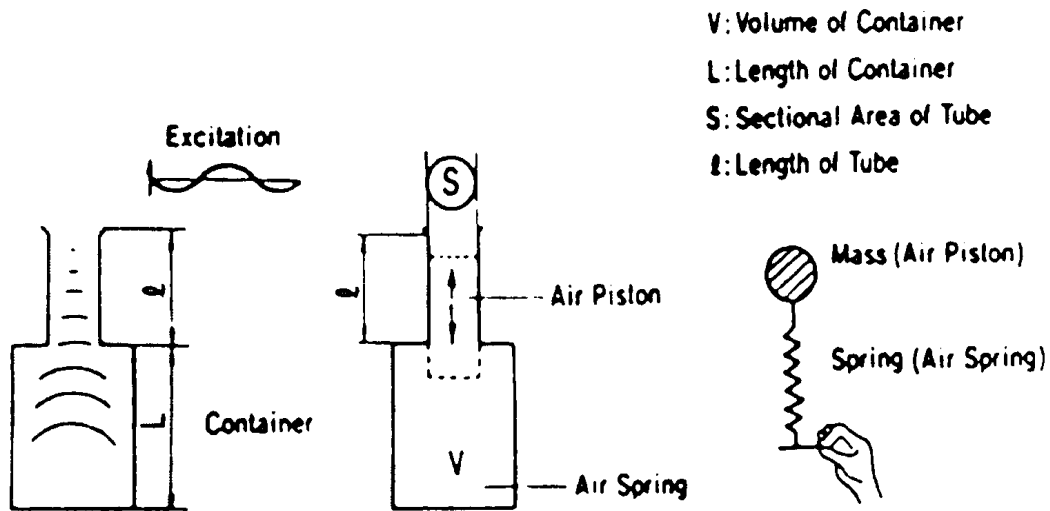 V: Volume of Container
L: Length of Container
S: Sectional Area of Tube
ℓ: Length of Tube
Excitation
S
ℓ
ℓ
Mass (Air Piston)
Air Piston
Spring (Air Spring)
L
Container
V
Air Spring